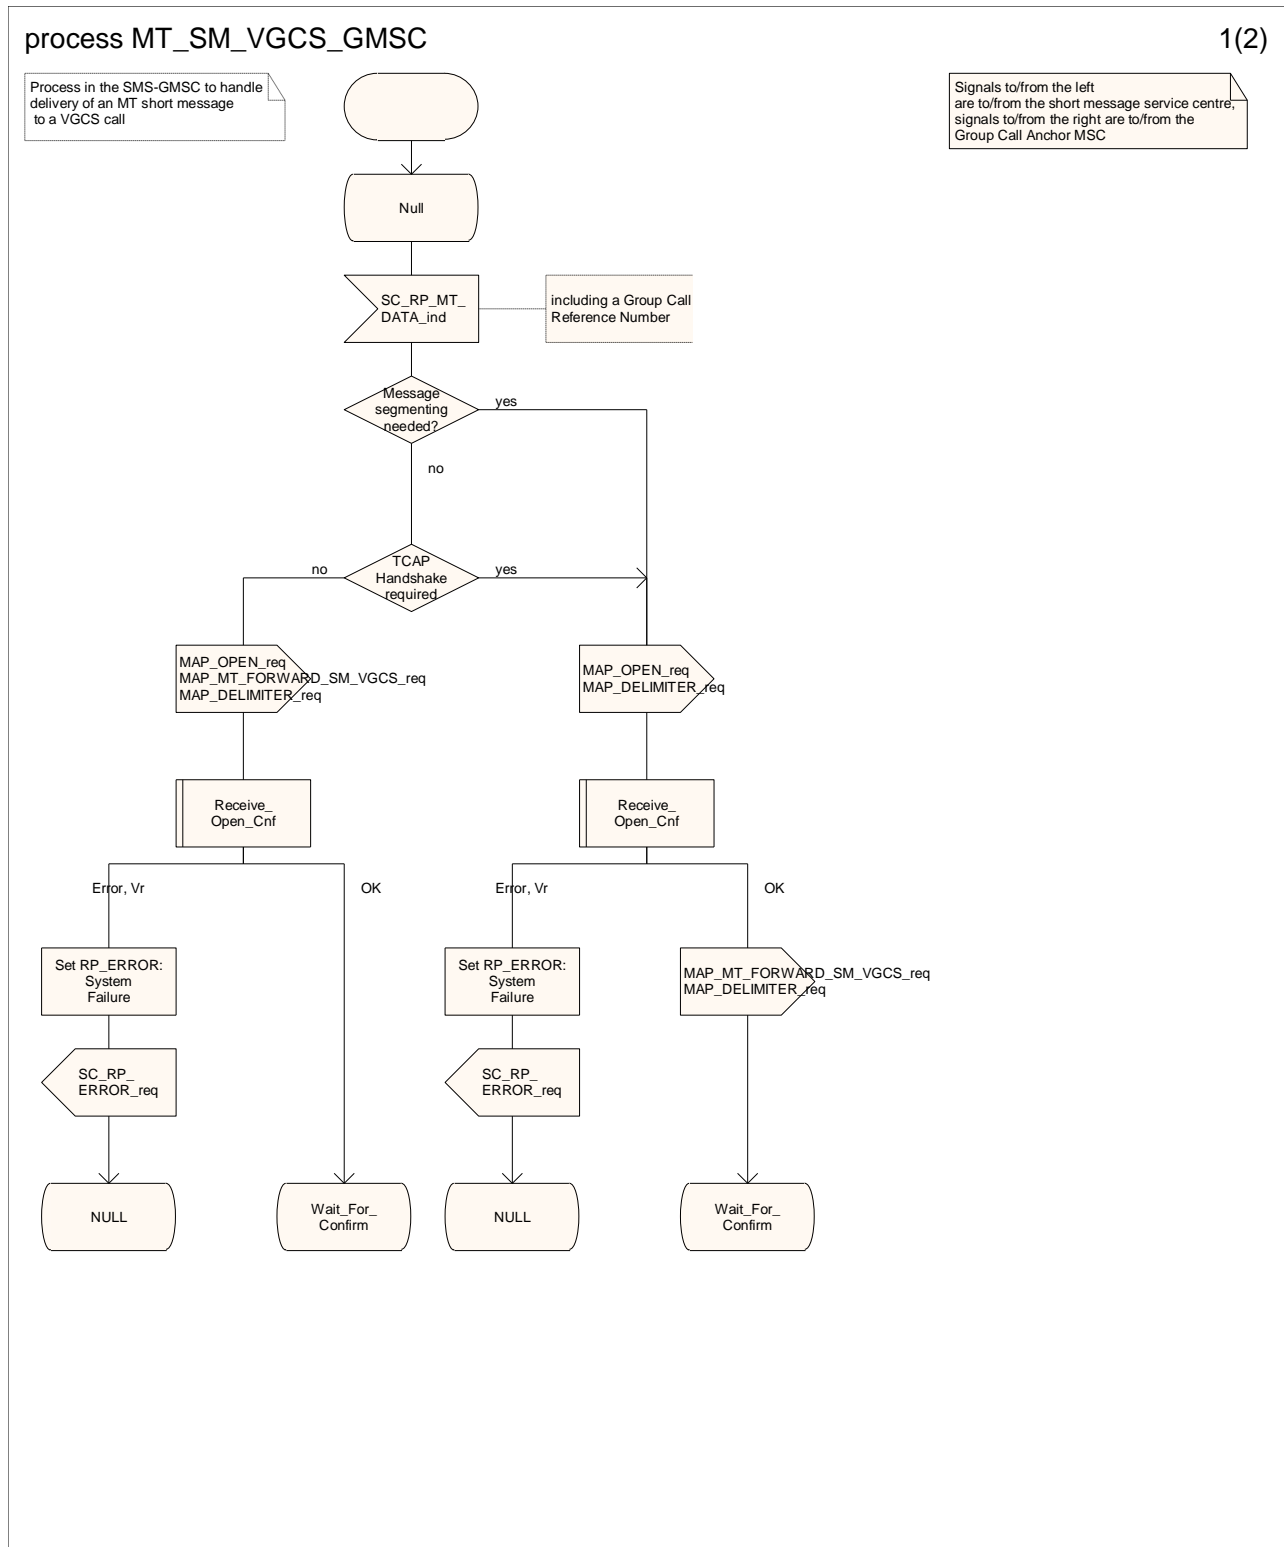 process MT_SM_VGCS_GMSC
1(2)
Process in the SMS-GMSC to handle
delivery of an MT short message
to a VGCS call
Signals to/from the left
are to/from the short message service centre,
signals to/from the right are to/from the
Group Call Anchor MSC
Null
SC_RP_MT_
DATA_ind
including a Group Call
Reference Number
Message
segmenting
needed?
yes
no
TCAP
Handshake
required
no
yes
MAP_OPEN_req
MAP_MT_FORWARD_SM_VGCS_req
MAP_DELIMITER_req
MAP_OPEN_req
MAP_DELIMITER_req
Receive_
Open_Cnf
Receive_
Open_Cnf
Error, Vr
OK
Error, Vr
OK
Set RP_ERROR:
System
Failure
Set RP_ERROR:
System
Failure
MAP_MT_FORWARD_SM_VGCS_req
MAP_DELIMITER_req
SC_RP_
ERROR_req
SC_RP_
ERROR_req
NULL
Wait_For_
Confirm
NULL
Wait_For_
Confirm